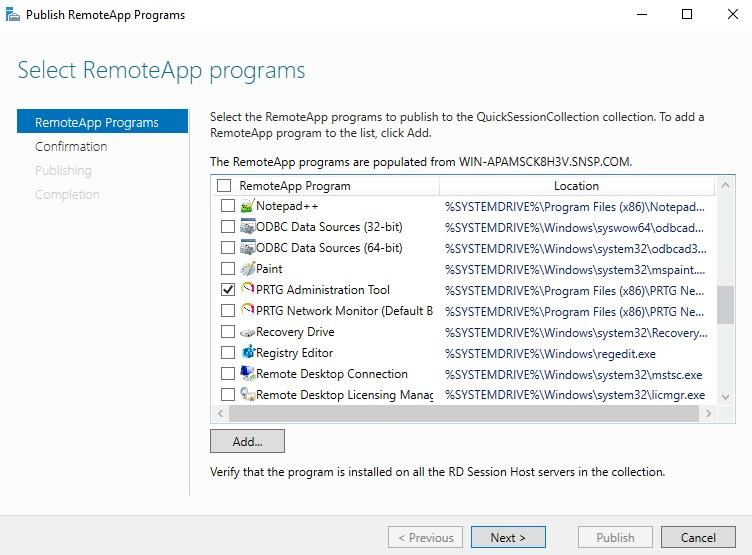 Publish RemoteApp Programs
Select RemoteApp programs
RemoteApp Programs
Confirmation
Publishing
Completion
Select the RemoteApp programs to publish to the QuickSessionCollection collection. To add a
RemoteApp program to the list, click Add.
The RemoteApp programs are populated from WIN-APAMSCK8H3V.SNSP.COM.
RemoteApp Program Location
Notepad++ %SYSTEMDRIVE%\Program Files (x86)\Notepad...
ODBC Data Sources (32-bit) %SYSTEMDRIVE%\Windows\syswow64\odbcad...
ODBC Data Sources (64-bit) %SYSTEMDRIVE%\Windows\system32\odbcad3...
Paint %SYSTEMDRIVE%\Windows\system32\mspaint....
PRTG Administration Tool %SYSTEMDRIVE%\Program Files (x86)\PRTG Ne...
PRTG Network Monitor (Default B %SYSTEMDRIVE%\Program Files (x86)\PRTG Ne...
Recovery Drive %SYSTEMDRIVE%\Windows\system32\Recovery...
Registry Editor %SYSTEMDRIVE%\Windows\regedit.exe
Remote Desktop Connection %SYSTEMDRIVE%\Windows\system32\mstsc.exe
Remote Desktop Licensing Manag %SYSTEMDRIVE%\Windows\system32\licmgr.exe
Add...
Verify that the program is installed on all the RD Session Host servers in the collection.
< Previous Next > Publish Cancel